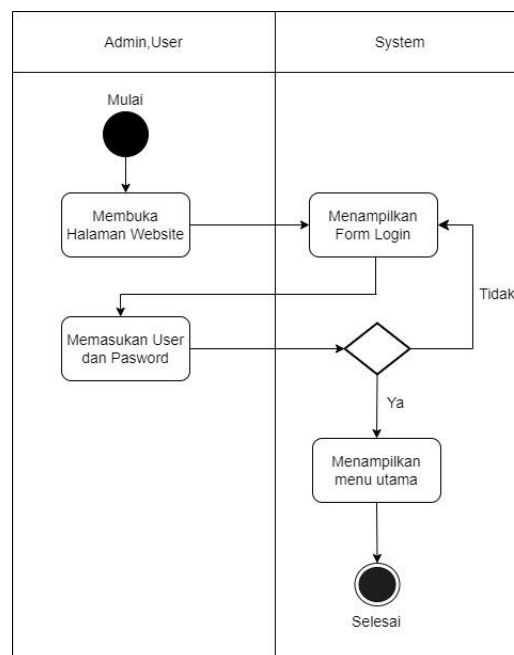 Admin,User
System
Mulai
Membuka
Halaman Website
Menampilkan
Form Login
Tidak
Memasukan User
dan Pasword
Ya
Menampilkan
menu utama
Selesai